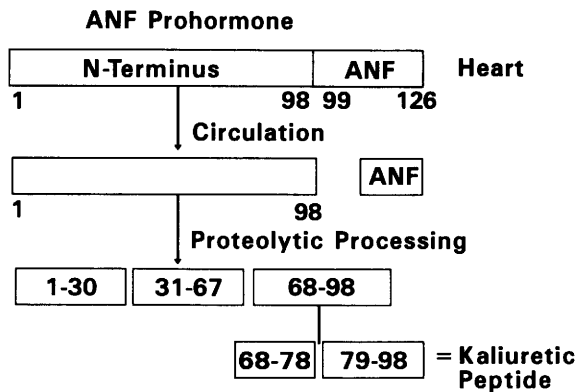 ANF Prohormone
N-Terminus ANF Heart
1 98 99 126
Circulation
ANF
1 98
Proteolytic Processing
1-30 31-67 68-98
68-78 79-98 = Kaliuretic
Peptide